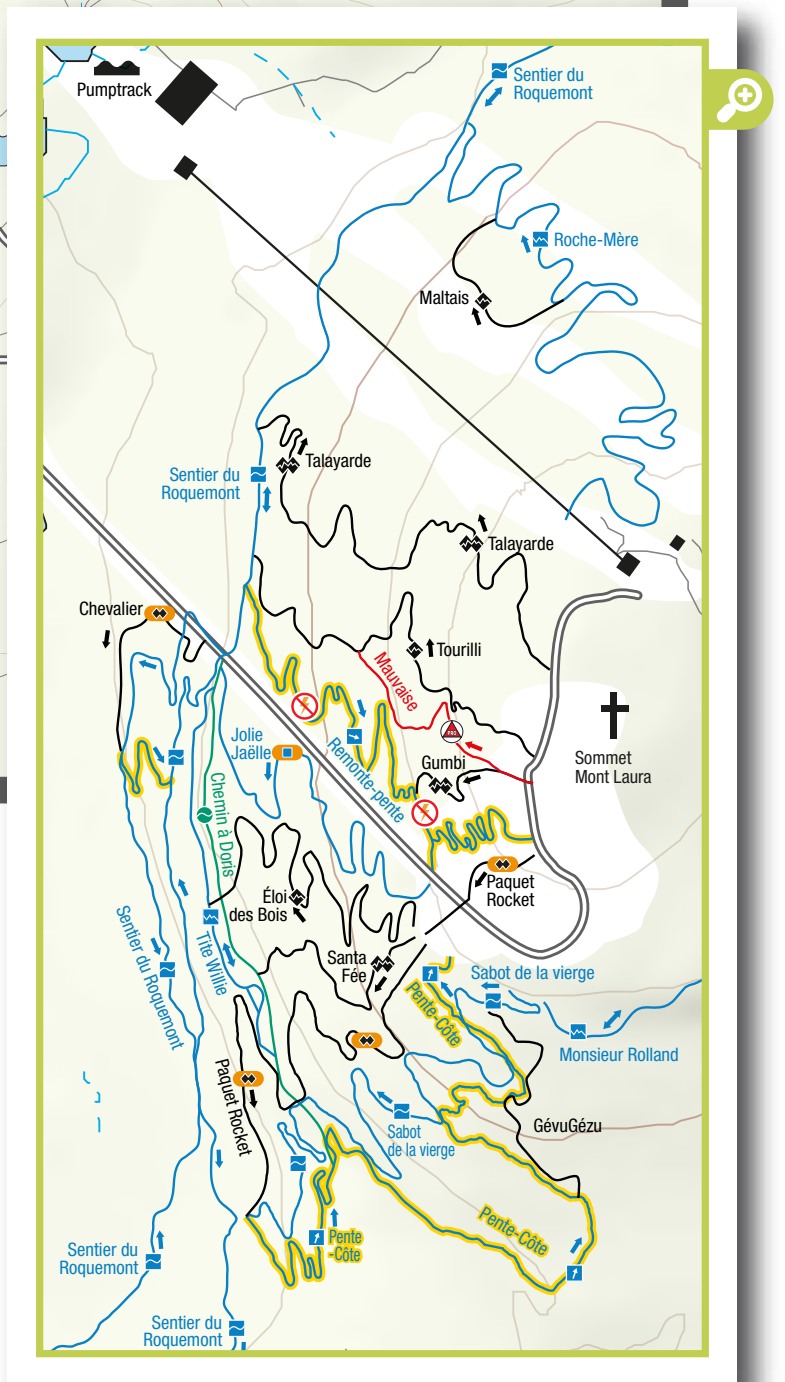 Pumptrack
Sentier du
Roquemont
Roche-Mère
Maltais
Talayarde
Sentier du
Roquemont
Talayarde
Chevalier
Tourilli
Mauvaise
PRO
Sommet
Mont Laura
Jolie
Jaëlle
Remonte-pente
Gumbi
Chemin à Doris
Paquet
Rocket
Éloi
des Bois
Tite Willie
Santa
Fée
Sentier du Roquemont
Sabot de la vierge
Pente-Côte
Monsieur Rolland
Paquet Rocket
Sabot
de la vierge
GévuGézu
Pente-Côte
Pente
-Côte
Sentier du
Roquemont
Sentier du
Roquemont